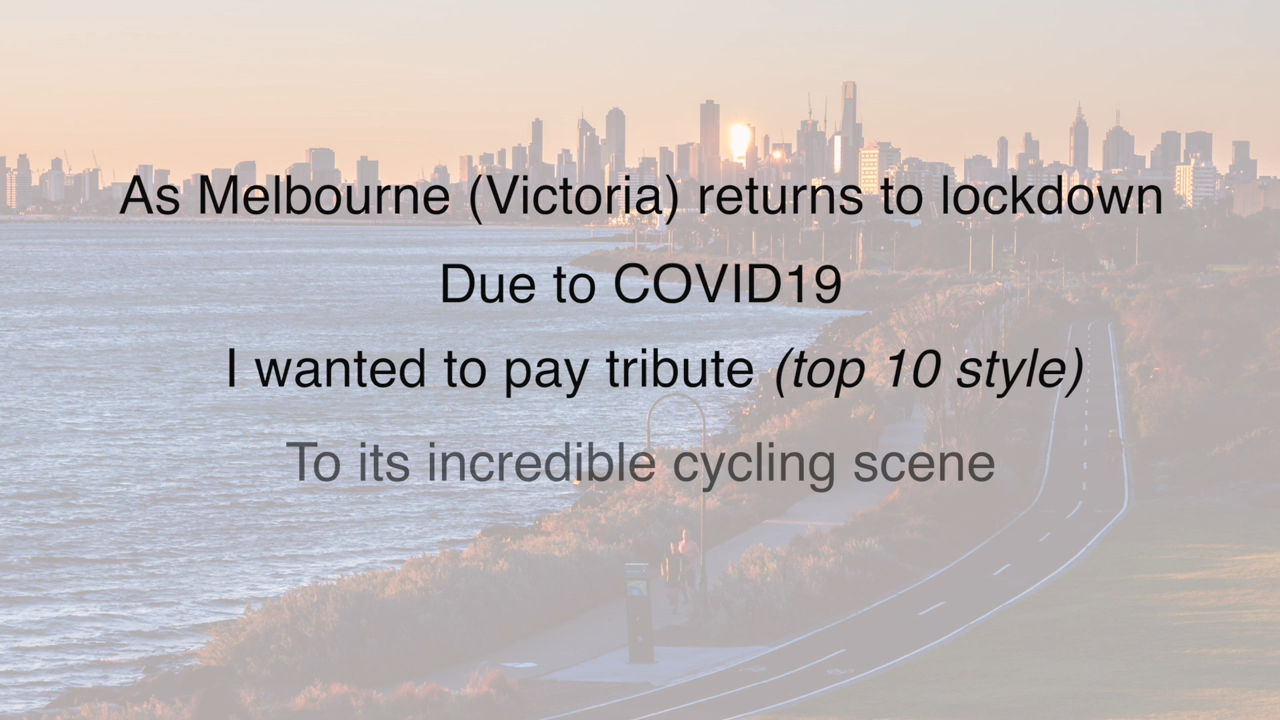 As Melbourne (Victoria) returns to lockdown
Due to COVID19
I wanted to pay tribute (top 10 style)
To its incredible cycling scene